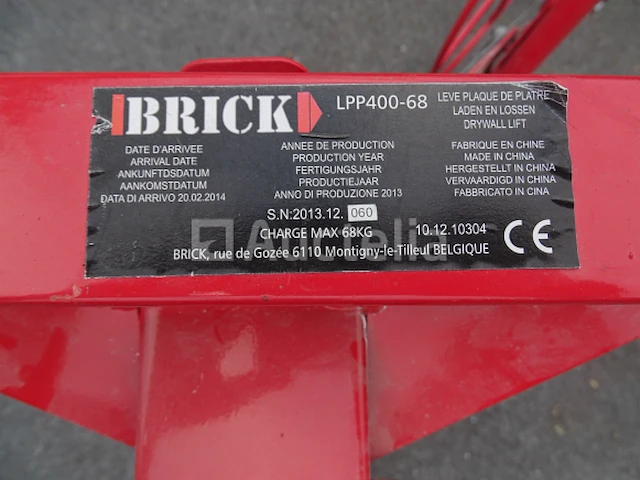 BRICK
LPP400-68
LEVE PLAQUE DE PLATRE
LADEN EN LOSSEN
DRYWALL LIFT
DATE D'ARRIVEE
ARRIVAL DATE
ANKUNFTSDATUM
AANKOMSTDATUM
DATA DI ARRIVO 20.02.2014
ANNEE DE PRODUCTION
PRODUCTION YEAR
FERTIGUNGSJAHR
PRODUCTIEJAAR
ANNO DI PRODUZIONE 2013
FABRIQUE EN CHINE
MADE IN CHINA
HERGESTELLT IN CHINA
VERVAARDIGD IN CHINA
FABBRICATO IN CINA
S.N:2013.12. 060
CHARGE MAX 68KG
10.12.10304
CE
BRICK, rue de Gozée 6110 Montigny-le-Tilleul BELGIQUE
Auctelia